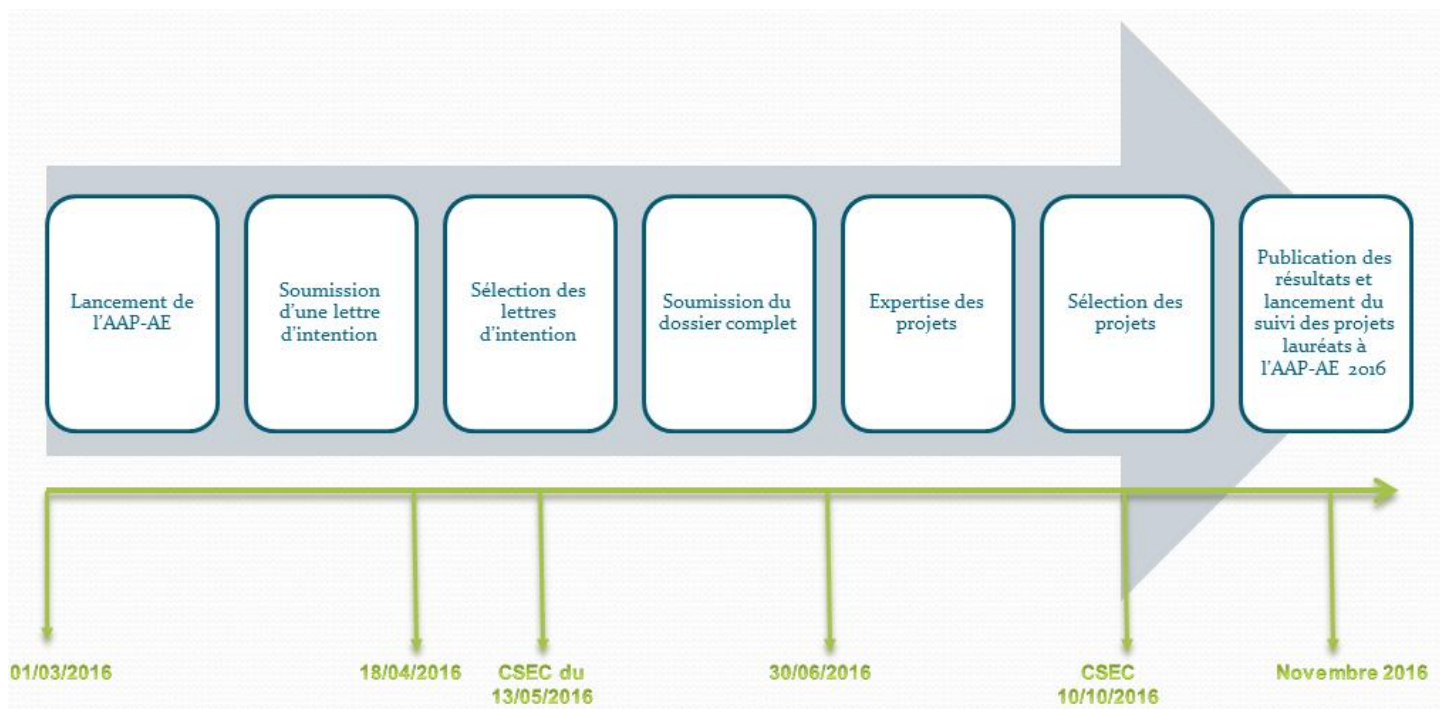 Lancement de
l'AAP-AE
Soumission
d'une lettre
d'intention
Sélection des
lettres
d'intention
Soumission du
dossier complet
Expertise des
projets
Sélection des
projets
Publication des
résultats et
lancement du
suivi des projets
lauréats à
l'AAP-AE 2016
01/03/2016
18/04/2016
CSEC du
13/05/2016
30/06/2016
CSEC
10/10/2016
Novembre 2016